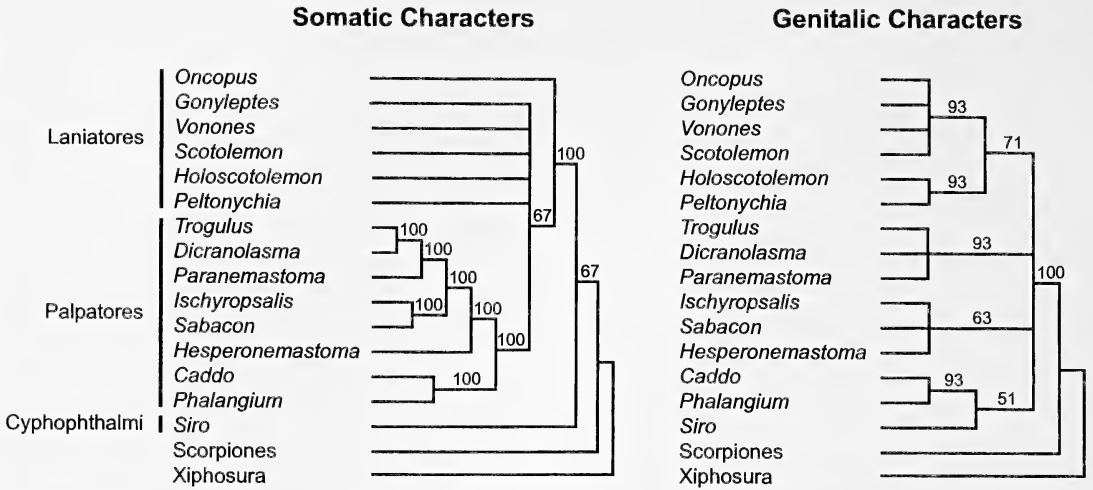 Somatic Characters
Genitalic Characters
Laniatores
Palpatores
Cyphophthalmi
Oncopus
Gonyleptes
Vonones
Scotolemon
Holoscotolemon
Peltonychia
Trogulus
Dicranolasma
Paranemastoma
Ischyropsalis
Sabacon
Hesperonemastoma
Caddo
Phalangium
Siro
Scorpiones
Xiphosura
100
67
100
100
67
100
100
100
100
100
Oncopus
Gonyleptes
Vonones
Scotolemon
Holoscotolemon
Peltonychia
Trogulus
Dicranolasma
Paranemastoma
Ischyropsalis
Sabacon
Hesperonemastoma
Caddo
Phalangium
Siro
Scorpiones
Xiphosura
93
71
93
93
100
63
93
51